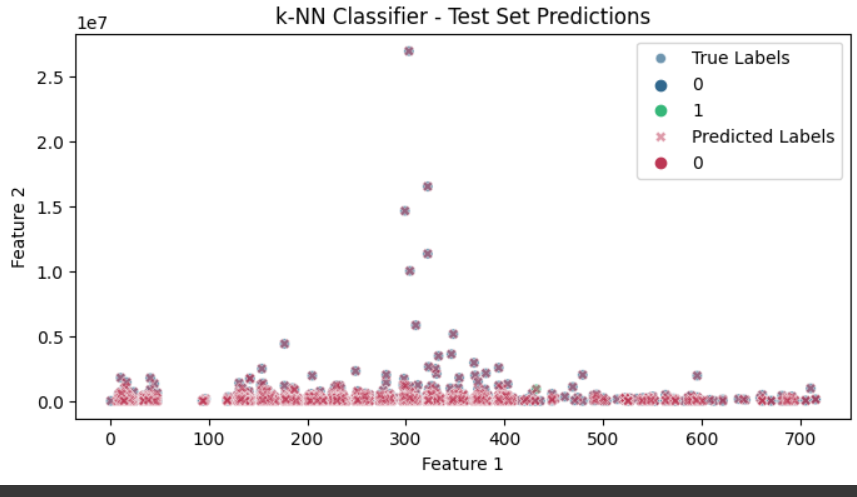 k-NN Classifier - Test Set Predictions
1e7
True Labels
0
1
Predicted Labels
0
2.5
2.0
1.5
1.0
0.5
0.0
Feature 2
0 100 200 300 400 500 600 700
Feature 1